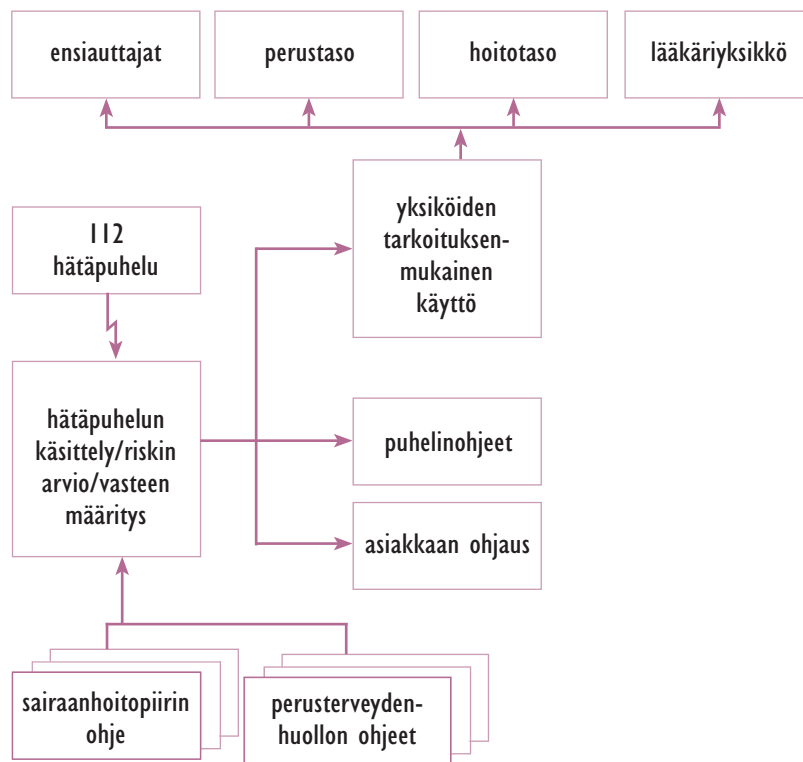 ensiauttajat
perustaso
hoitotaso
lääkäriyksikkö
yksiköiden
tarkoituksen-
mukainen
käyttö
112
hätäpuhelu
hätäpuhelun
käsittely/riskin
arvio/vasteen
määritys
puhelinohjeet
asiakkaan ohjaus
sairaanhoitopiirin
ohje
perusterveyden-
huollon ohjeet